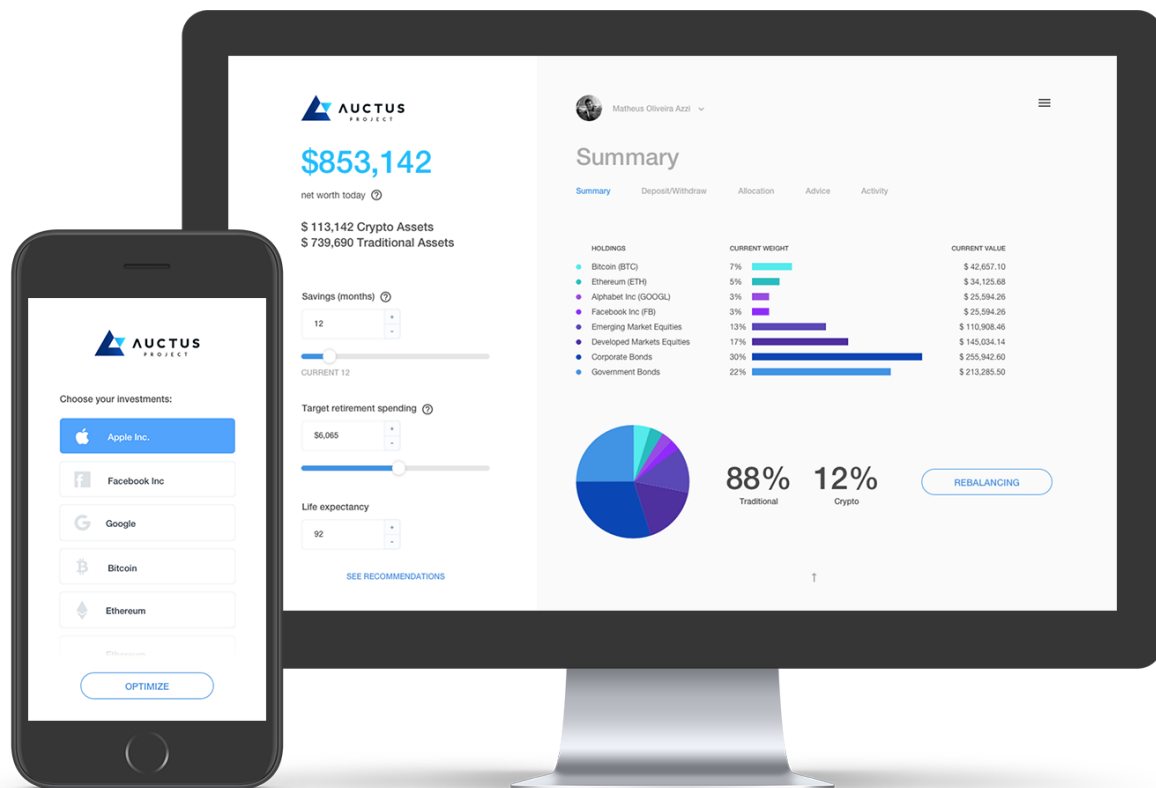 AUCTUS
PROJECT
$853,142
net worth today ?
$ 113,142 Crypto Assets
$ 739,690 Traditional Assets
Savings (months) ?
12
+
-
CURRENT 12
Target retirement spending ?
$6,065
+
-
Life expectancy
92
+
-
SEE RECOMMENDATIONS
Matheus Oliveira Azzi
Summary
Summary Deposit/Withdraw Allocation Advice Activity
HOLDINGS CURRENT WEIGHT CURRENT VALUE
Bitcoin (BTC) 7% $ 42,657.10
Ethereum (ETH) 5% $ 34,125.68
Alphabet Inc (GOOGL) 3% $ 25,594.26
Facebook Inc (FB) 3% $ 25,594.26
Emerging Market Equities 13% $ 110,908.46
Developed Markets Equities 17% $ 145,034.14
Corporate Bonds 30% $ 255,942.60
Government Bonds 22% $ 213,285.50
88% 12%
Traditional Crypto
REBALANCING
AUCTUS
PROJECT
Choose your investments:
Apple Inc.
Facebook Inc
Google
Bitcoin
Ethereum
Ethereum
OPTIMIZE